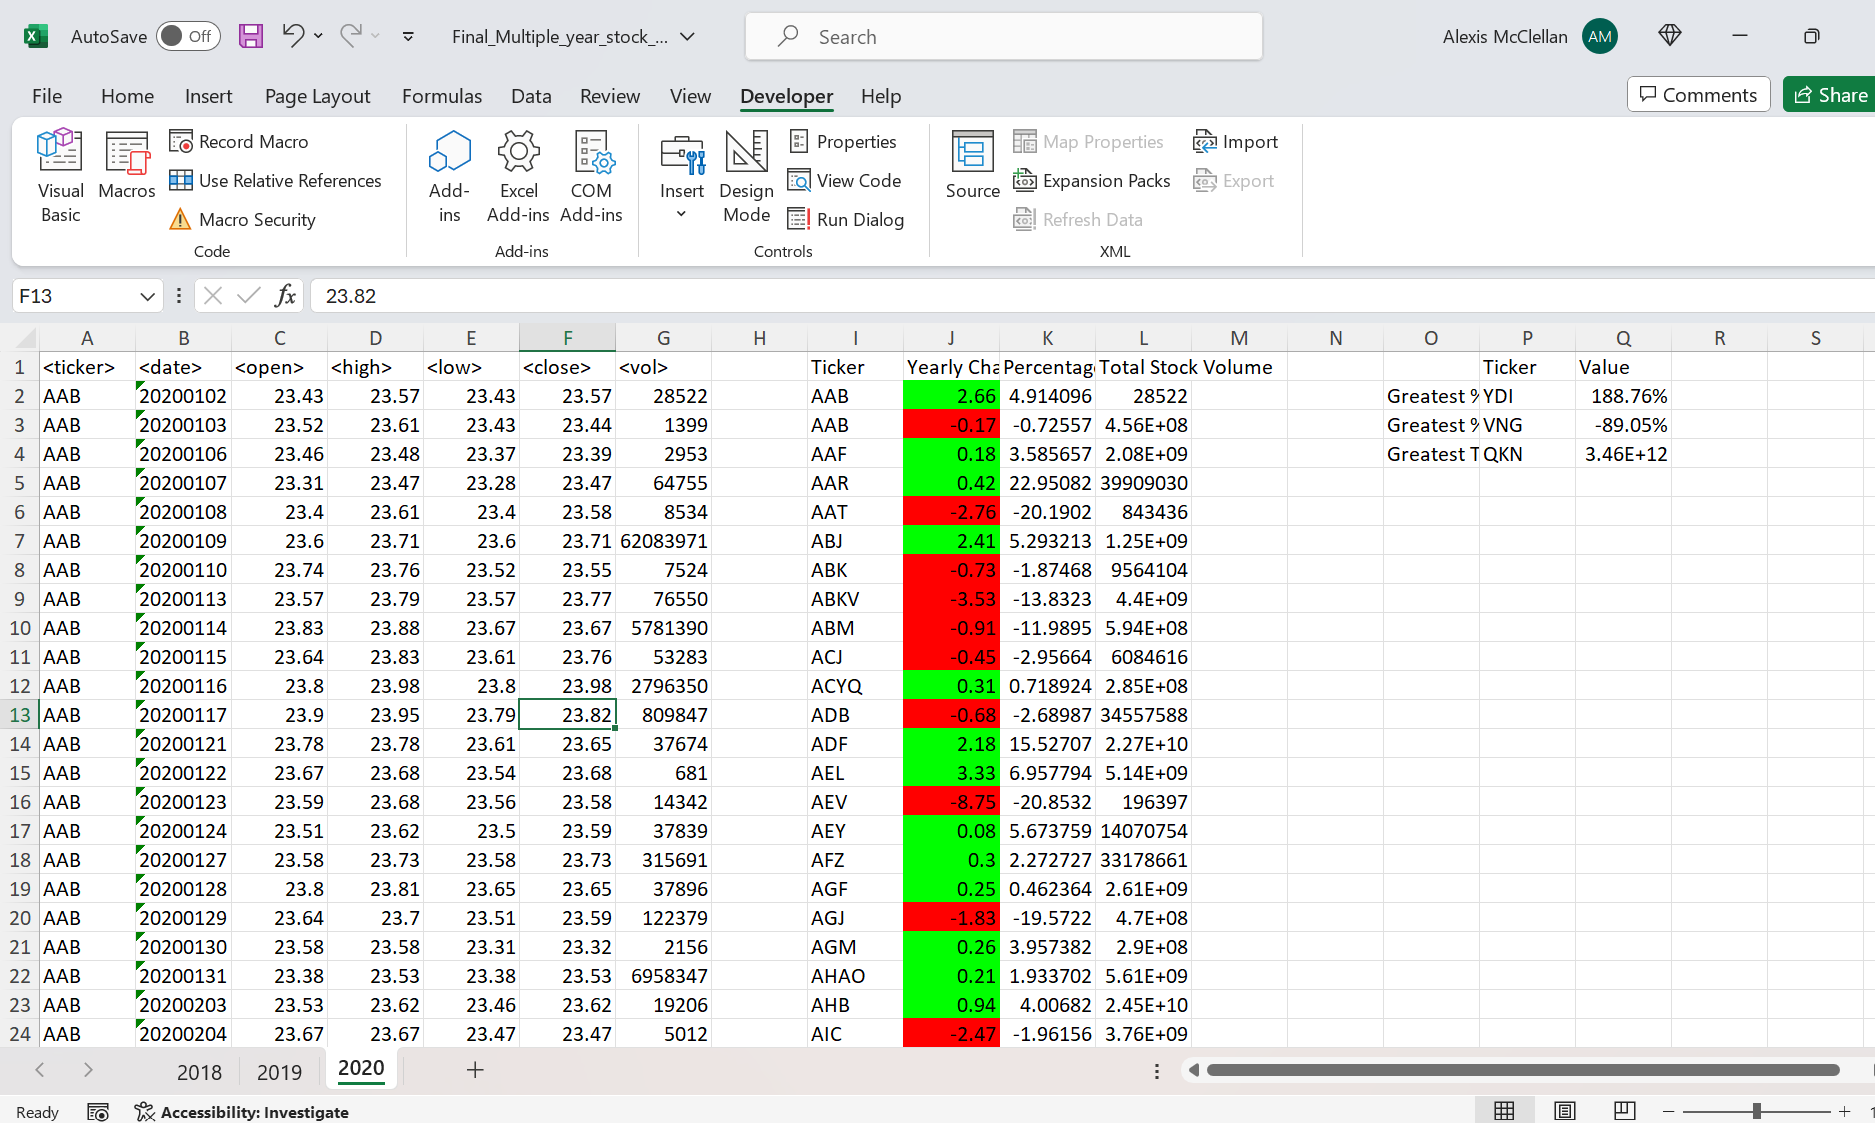 AutoSave Off Final_Multiple_year_stock_... Search Alexis McClellan AM
File Home Insert Page Layout Formulas Data Review View Developer Help Comments Share
Visual Basic Macros Record Macro Use Relative References Macro Security Code
Add-ins Excel Add-ins COM Add-ins Add-ins
Insert Design Mode Properties View Code Run Dialog Controls
Source Map Properties Expansion Packs Refresh Data Import Export XML
F13 fx 23.82
A B C D E F G H I J K L M N O P Q R S
1 <ticker> <date> <open> <high> <low> <close> <vol> Ticker Yearly Cha Percentag Total Stock Volume Ticker Value
2 AAB 20200102 23.43 23.57 23.43 23.57 28522 AAB 2.66 4.914096 28522 Greatest % YDI 188.76%
3 AAB 20200103 23.52 23.61 23.43 23.44 1399 AAB -0.17 -0.72557 4.56E+08 Greatest % VNG -89.05%
4 AAB 20200106 23.46 23.48 23.37 23.39 2953 AAF 0.18 3.585657 2.08E+09 Greatest T QKN 3.46E+12
5 AAB 20200107 23.31 23.47 23.28 23.47 64755 AAR 0.42 22.95082 39909030
6 AAB 20200108 23.4 23.61 23.4 23.58 8534 AAT -2.76 -20.1902 843436
7 AAB 20200109 23.6 23.71 23.6 23.71 62083971 ABJ 2.41 5.293213 1.25E+09
8 AAB 20200110 23.74 23.76 23.52 23.55 7524 ABK -0.73 -1.87468 9564104
9 AAB 20200113 23.57 23.79 23.57 23.77 76550 ABKV -3.53 -13.8323 4.4E+09
10 AAB 20200114 23.83 23.88 23.67 23.67 5781390 ABM -0.91 -11.9895 5.94E+08
11 AAB 20200115 23.64 23.83 23.61 23.76 53283 ACJ -0.45 -2.95664 6084616
12 AAB 20200116 23.8 23.98 23.8 23.98 2796350 ACYQ 0.31 0.718924 2.85E+08
13 AAB 20200117 23.9 23.95 23.79 23.82 809847 ADB -0.68 -2.68987 34557588
14 AAB 20200121 23.78 23.78 23.61 23.65 37674 ADF 2.18 15.52707 2.27E+10
15 AAB 20200122 23.67 23.68 23.54 23.68 681 AEL 3.33 6.957794 5.14E+09
16 AAB 20200123 23.59 23.68 23.56 23.58 14342 AEV -8.75 -20.8532 196397
17 AAB 20200124 23.51 23.62 23.5 23.59 37839 AEY 0.08 5.673759 14070754
18 AAB 20200127 23.58 23.73 23.58 23.73 315691 AFZ 0.3 2.272727 33178661
19 AAB 20200128 23.8 23.81 23.65 23.65 37896 AGF 0.25 0.462364 2.61E+09
20 AAB 20200129 23.64 23.7 23.51 23.59 122379 AGJ -1.83 -19.5722 4.7E+08
21 AAB 20200130 23.58 23.58 23.31 23.32 2156 AGM 0.26 3.957382 2.9E+08
22 AAB 20200131 23.38 23.53 23.38 23.53 6958347 AHAO 0.21 1.933702 5.61E+09
23 AAB 20200203 23.53 23.62 23.46 23.62 19206 AHB 0.94 4.00682 2.45E+10
24 AAB 20200204 23.67 23.67 23.47 23.47 5012 AIC -2.47 -1.96156 3.76E+09
2018 2019 2020
Ready Accessibility: Investigate